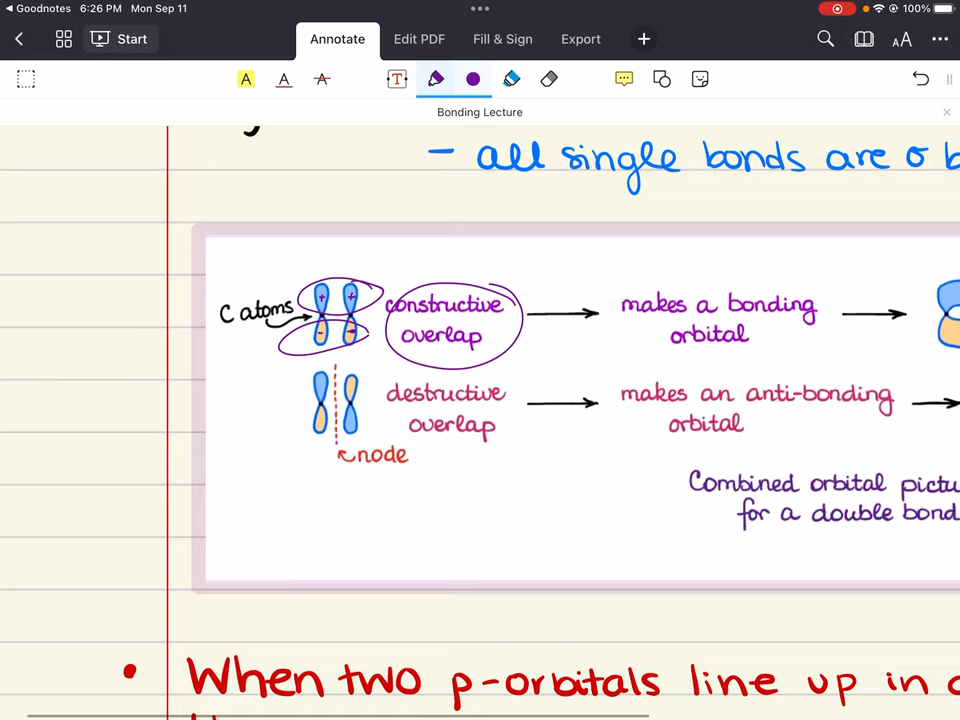 Goodnotes 6:26 PM Mon Sep 11 100%
Start Annotate Edit PDF Fill & Sign Export
A A A T
Bonding Lecture
- all single bonds are σ b
C atoms + + constructive makes a bonding
- - overlap orbital
destructive makes an anti-bonding
overlap orbital
node
Combined orbital pictu
for a double bond
• When two p-orbitals line up in